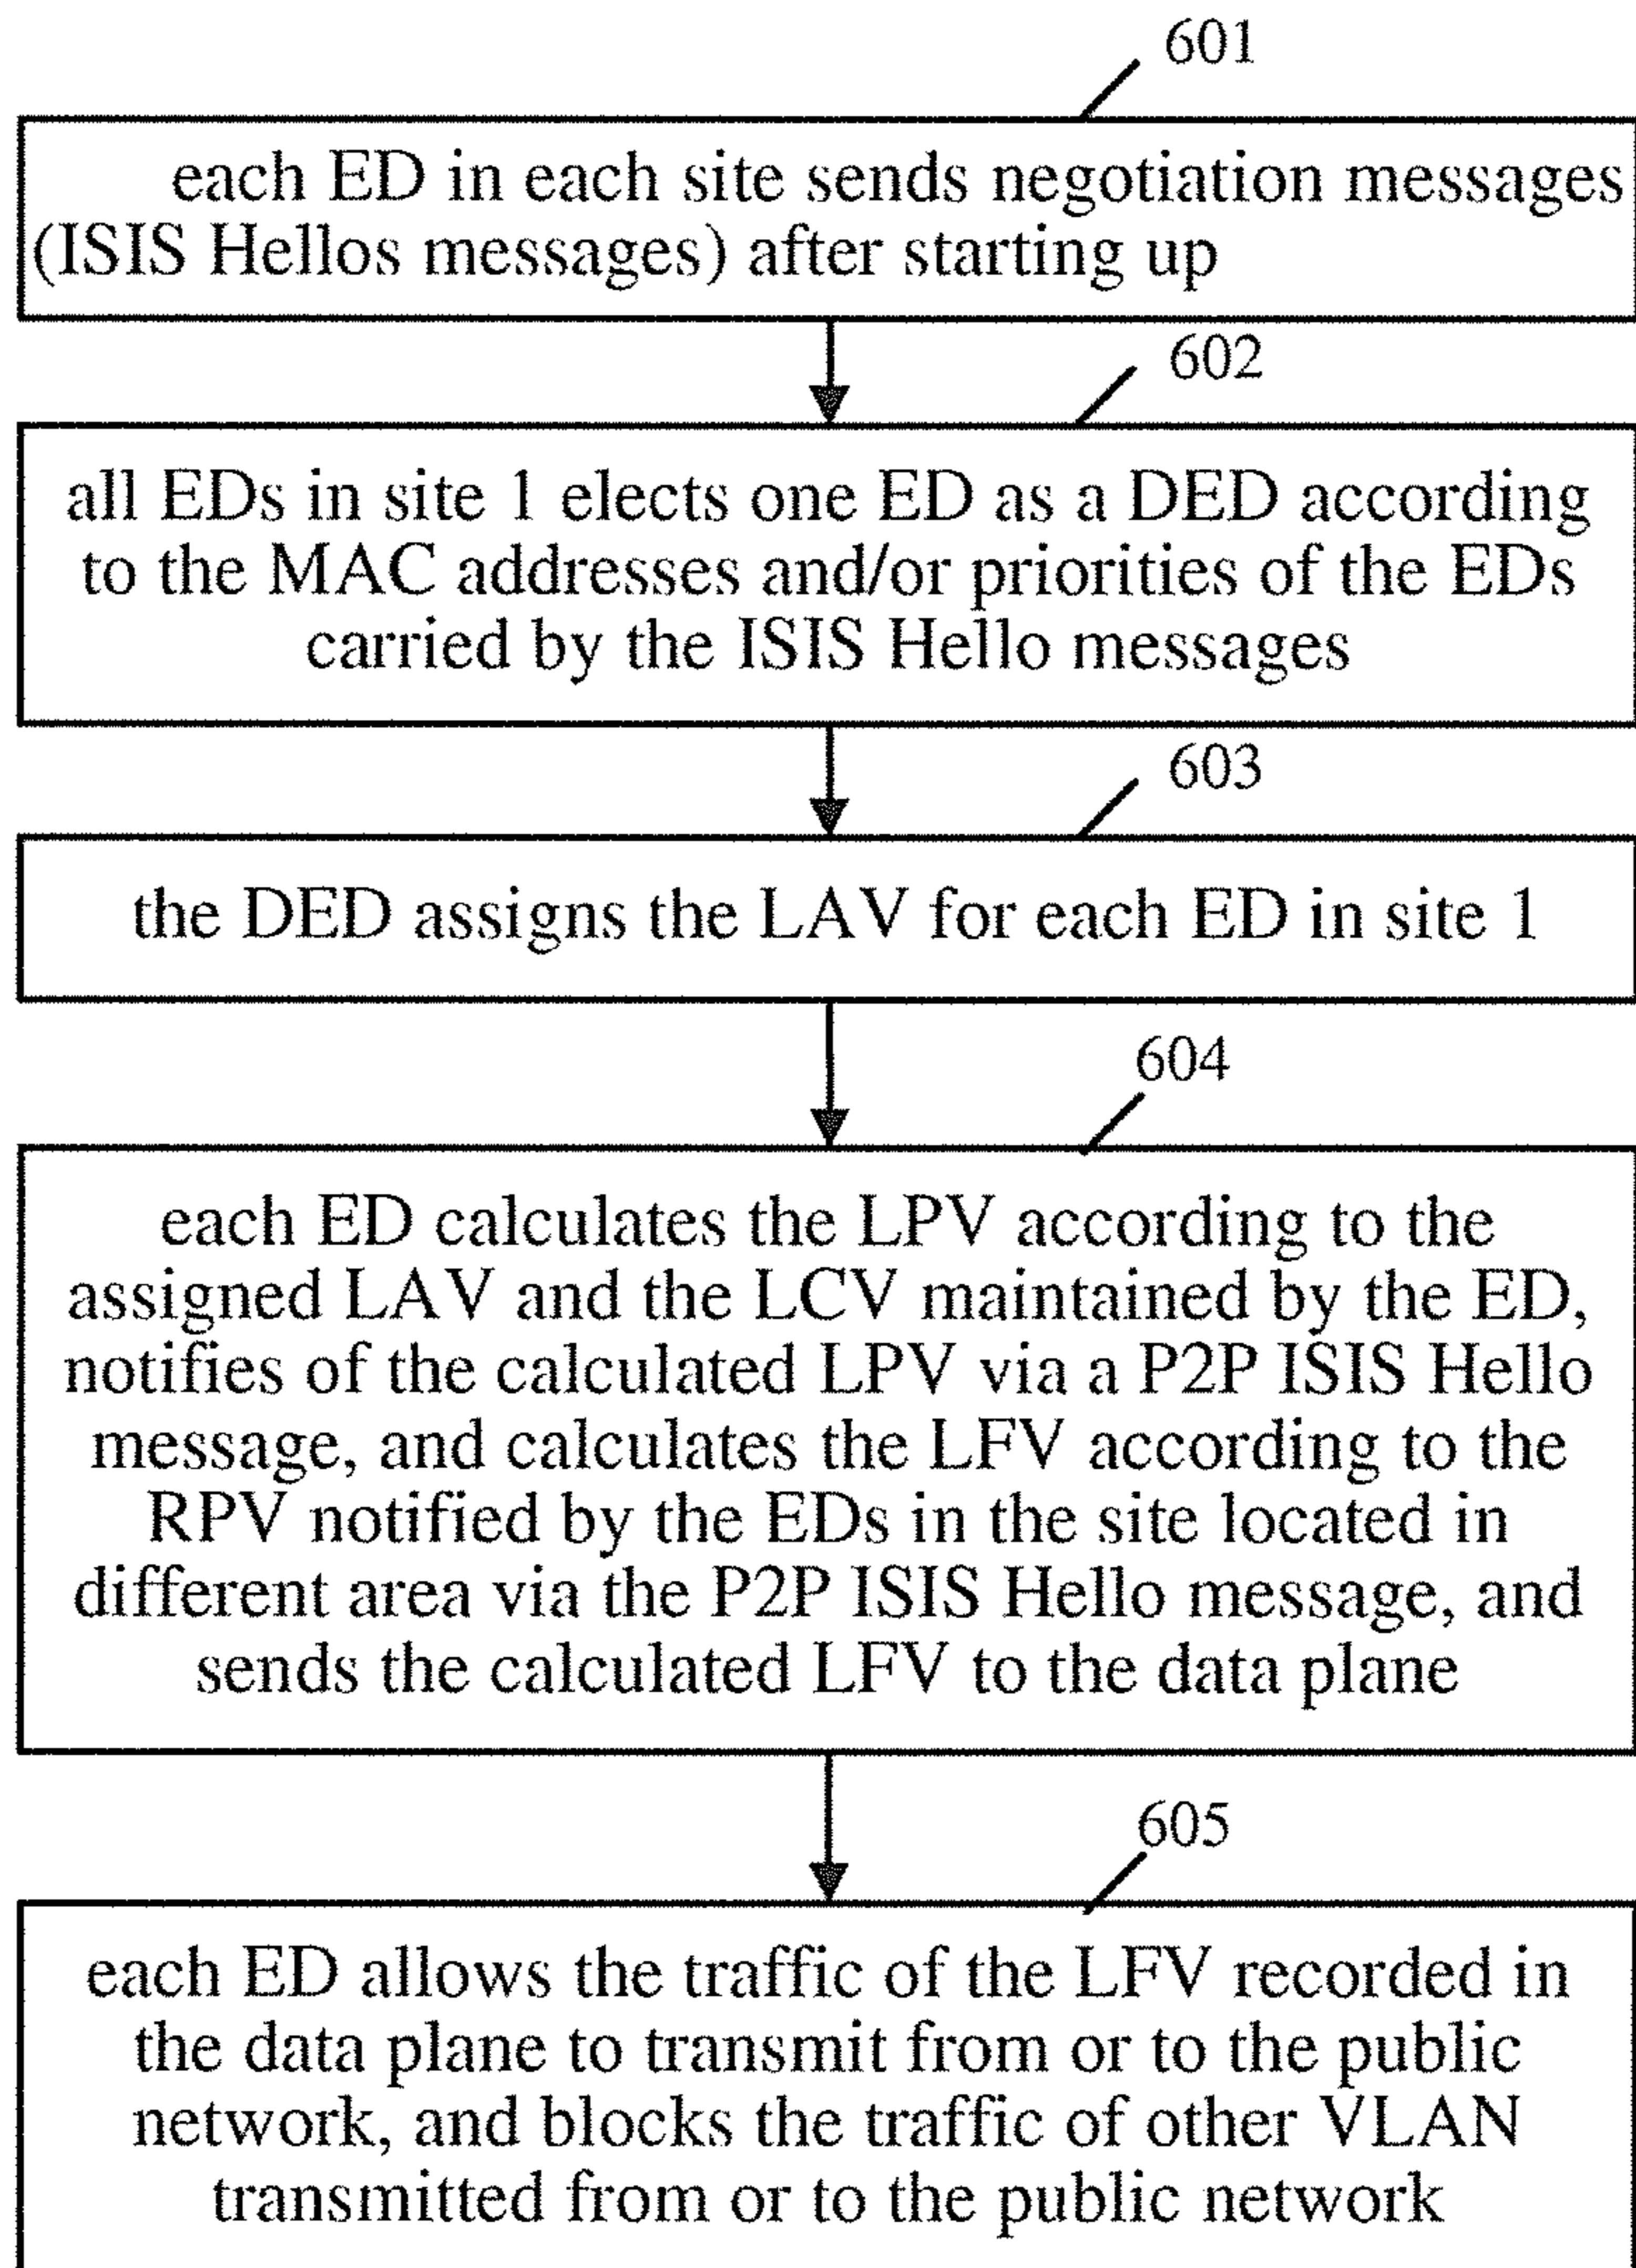 601
each ED in each site sends negotiation messages
(ISIS Hellos messages) after starting up
602
all EDs in site 1 elects one ED as a DED according
to the MAC addresses and/or priorities of the EDs
carried by the ISIS Hello messages
603
the DED assigns the LAV for each ED in site 1
604
each ED calculates the LPV according to the
assigned LAV and the LCV maintained by the ED,
notifies of the calculated LPV via a P2P ISIS Hello
message, and calculates the LFV according to the
RPV notified by the EDs in the site located in
different area via the P2P ISIS Hello message, and
sends the calculated LFV to the data plane
605
each ED allows the traffic of the LFV recorded in
the data plane to transmit from or to the public
network, and blocks the traffic of other VLAN
transmitted from or to the public network